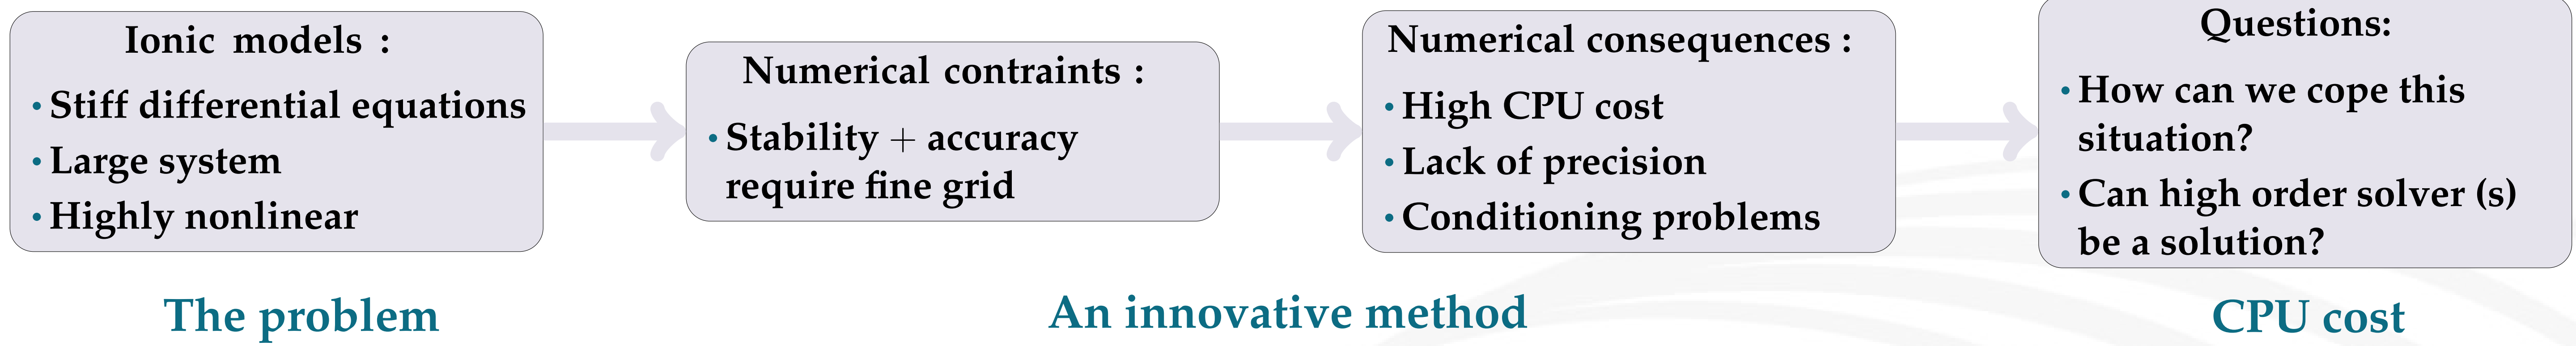 Ionic models :
• Stiff differential equations
• Large system
• Highly nonlinear
Numerical contraints :
• Stability + accuracy
require fine grid
Numerical consequences :
• High CPU cost
• Lack of precision
• Conditioning problems
Questions:
• How can we cope this
situation?
• Can high order solver (s)
be a solution?
The problem
An innovative method
CPU cost